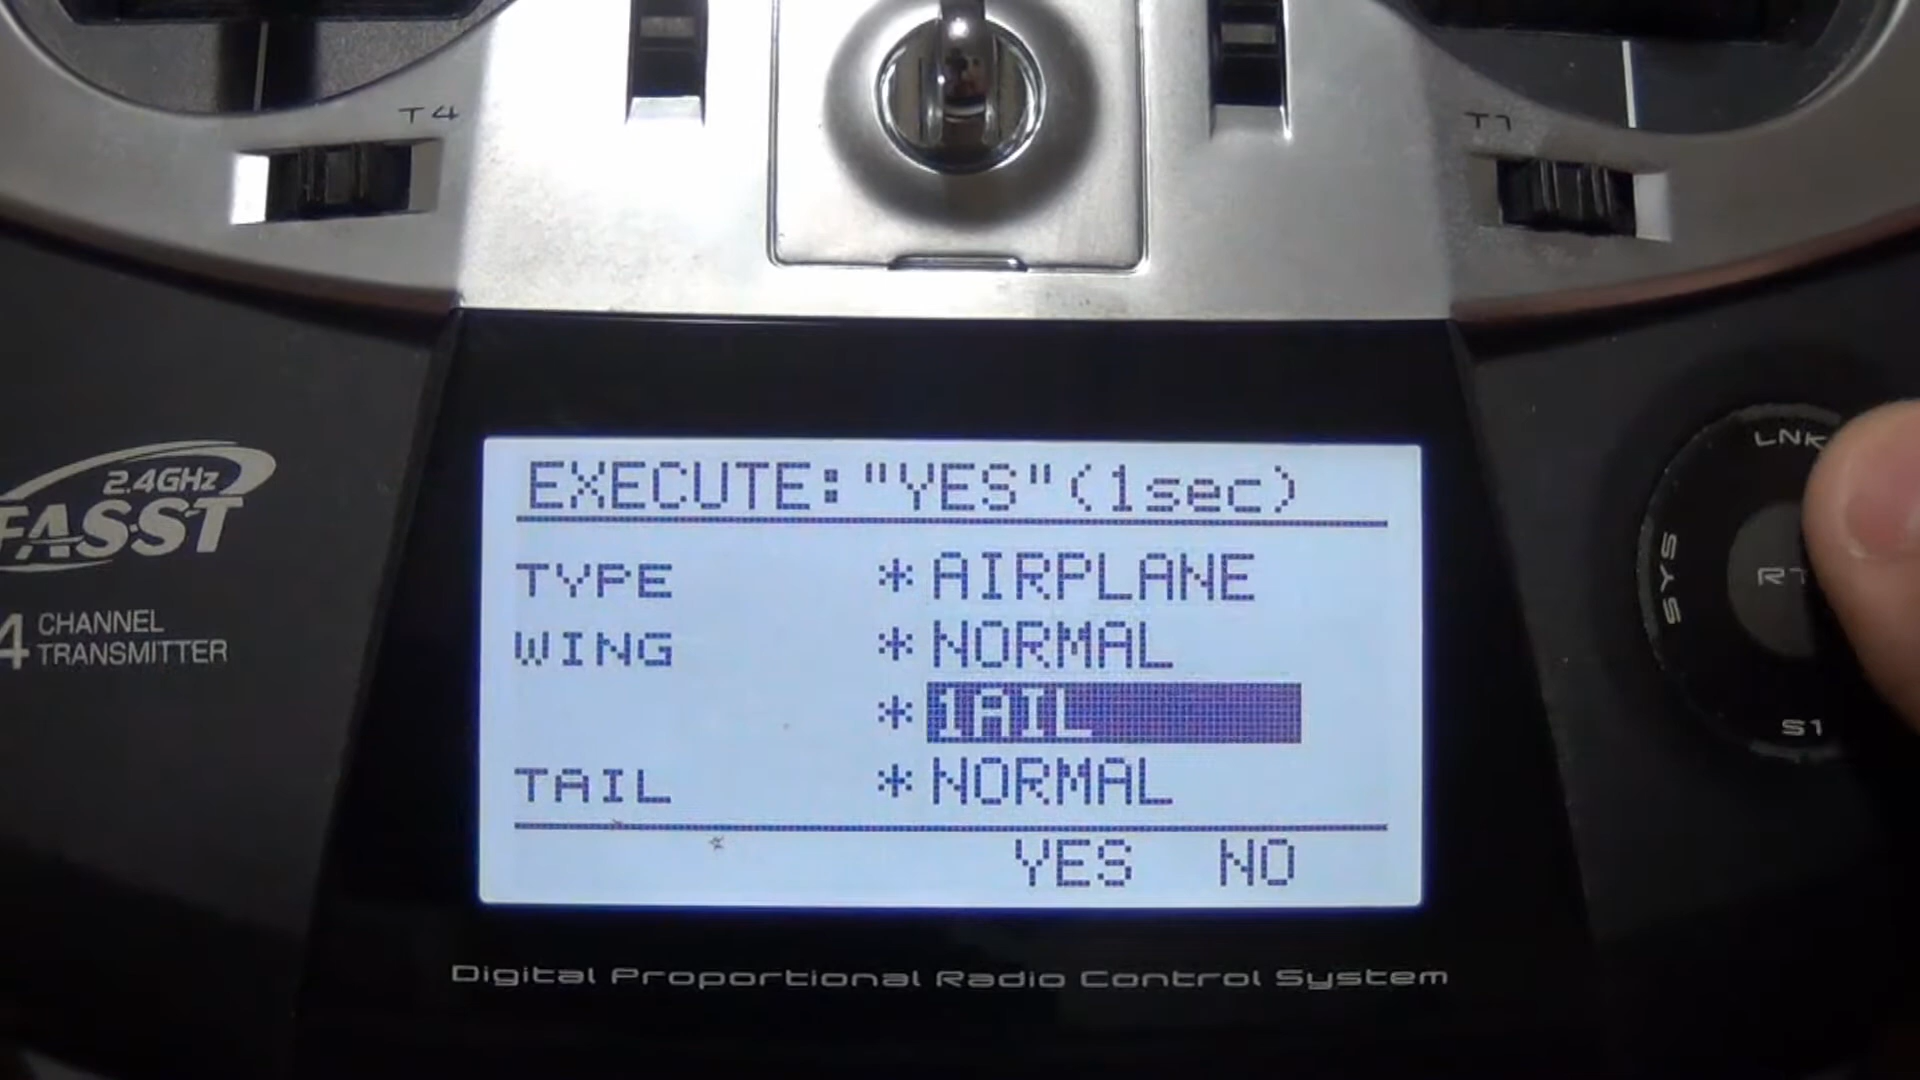 T4
T1
EXECUTE:"YES"(1sec)
TYPE *AIRPLANE
WING *NORMAL
*1AIL
TAIL *NORMAL
YES NO
2.4GHz
FASST
4 CHANNEL
TRANSMITTER
LNK
SYS
S1
Digital Proportional Radio Control System